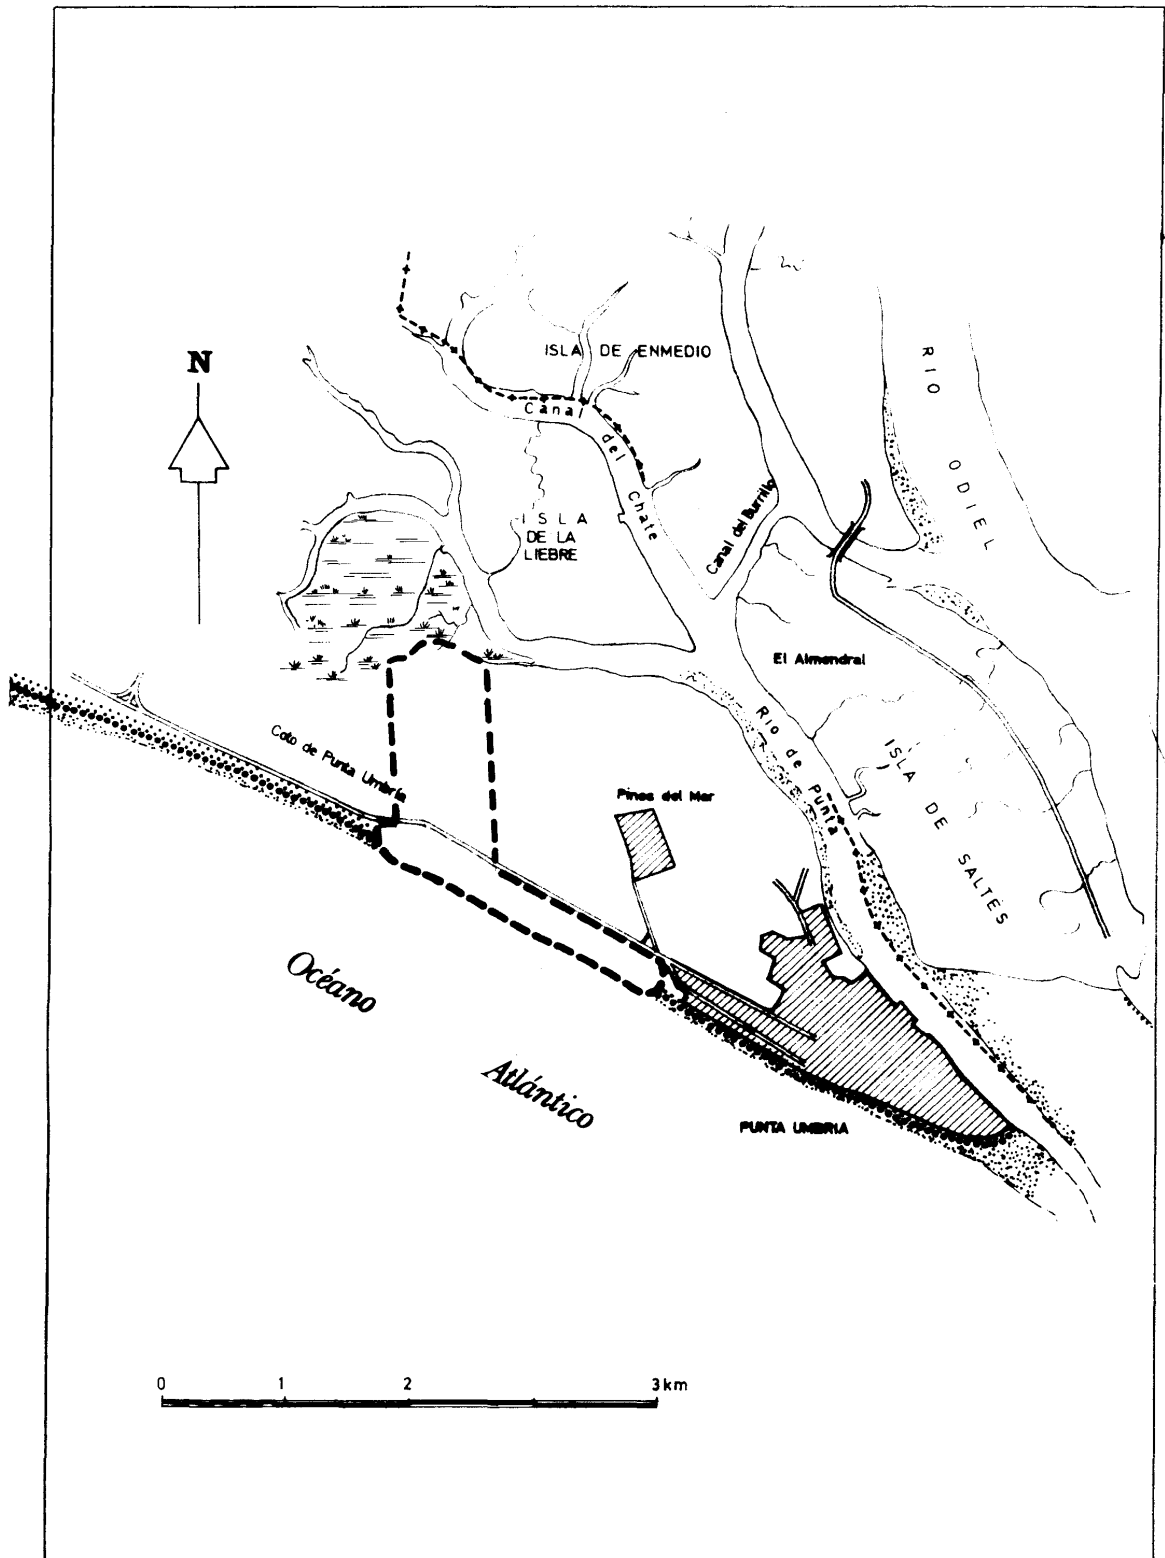 N
ISLA DE ENMEDIO
Canal del Chate
RIO ODIEL
ISLA
DE LA
LIEBRE
Canal del Burrillo
El Almendral
Coto de Punta Umbría
Rio de Punta
ISLA DE SALTES
Pinos del Mar
Océano
Atlántico
PUNTA UMBRIA
0 1 2 3 km